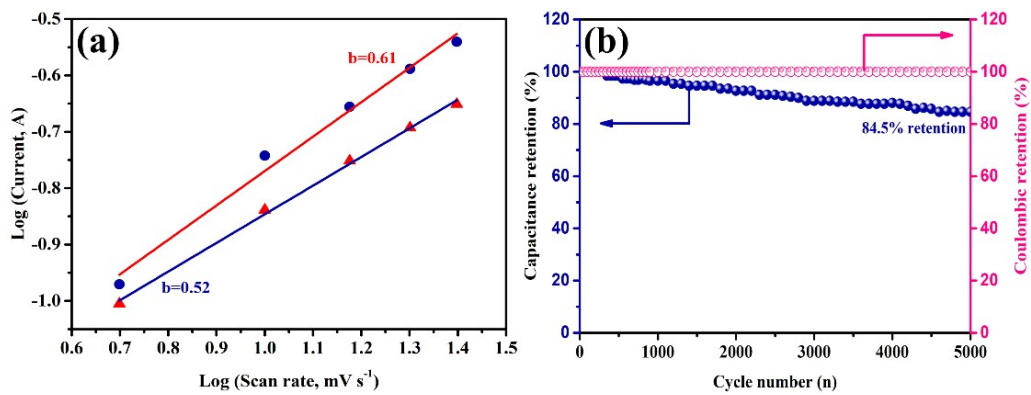 (a)
-0.5
-0.6
-0.7
-0.8
-0.9
-1.0
Log (Current, A)
b=0.61
b=0.52
0.6 0.7 0.8 0.9 1.0 1.1 1.2 1.3 1.4 1.5
Log (Scan rate, mV s⁻¹)
(b)
120
100
80
60
40
20
0
Capacitance retention (%)
84.5% retention
120
100
80
60
40
20
0
Coulombic retention (%)
0 1000 2000 3000 4000 5000
Cycle number (n)